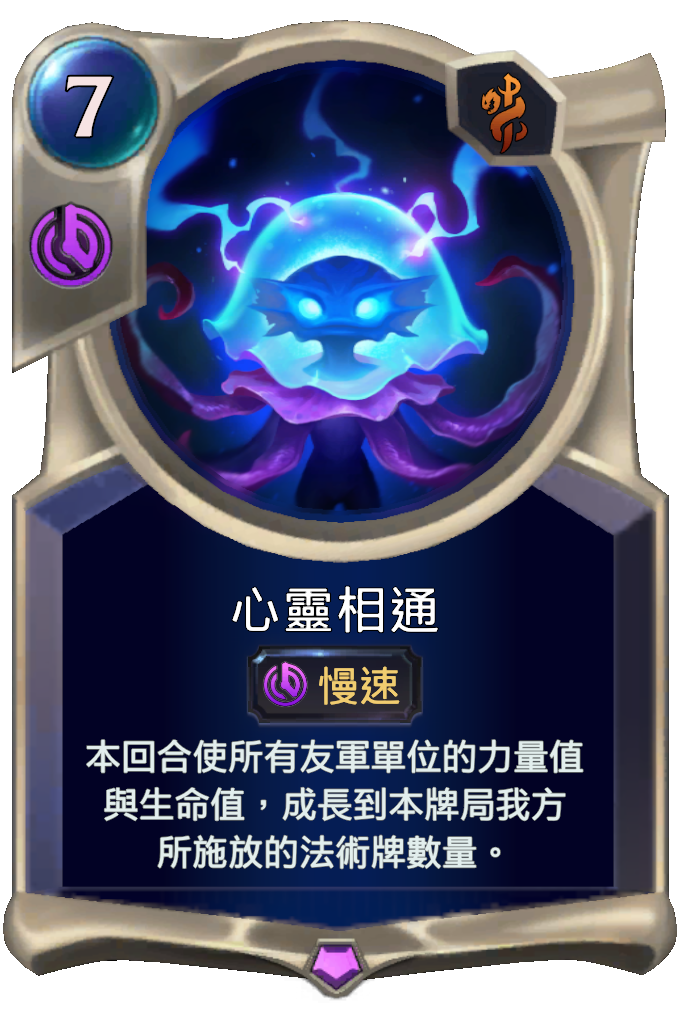 7
心靈相通
慢速
本回合使所有友軍單位的力量值
與生命值，成長到本牌局我方
所施放的法術牌數量。